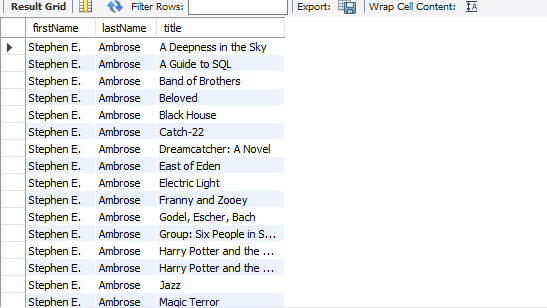 Result Grid Filter Rows: Export: Wrap Cell Content:
firstName lastName title
Stephen E. Ambrose A Deepness in the Sky
Stephen E. Ambrose A Guide to SQL
Stephen E. Ambrose Band of Brothers
Stephen E. Ambrose Beloved
Stephen E. Ambrose Black House
Stephen E. Ambrose Catch-22
Stephen E. Ambrose Dreamcatcher: A Novel
Stephen E. Ambrose East of Eden
Stephen E. Ambrose Electric Light
Stephen E. Ambrose Franny and Zooey
Stephen E. Ambrose Godel, Escher, Bach
Stephen E. Ambrose Group: Six People in S...
Stephen E. Ambrose Harry Potter and the ...
Stephen E. Ambrose Harry Potter and the ...
Stephen E. Ambrose Jazz
Stephen E. Ambrose Magic Terror